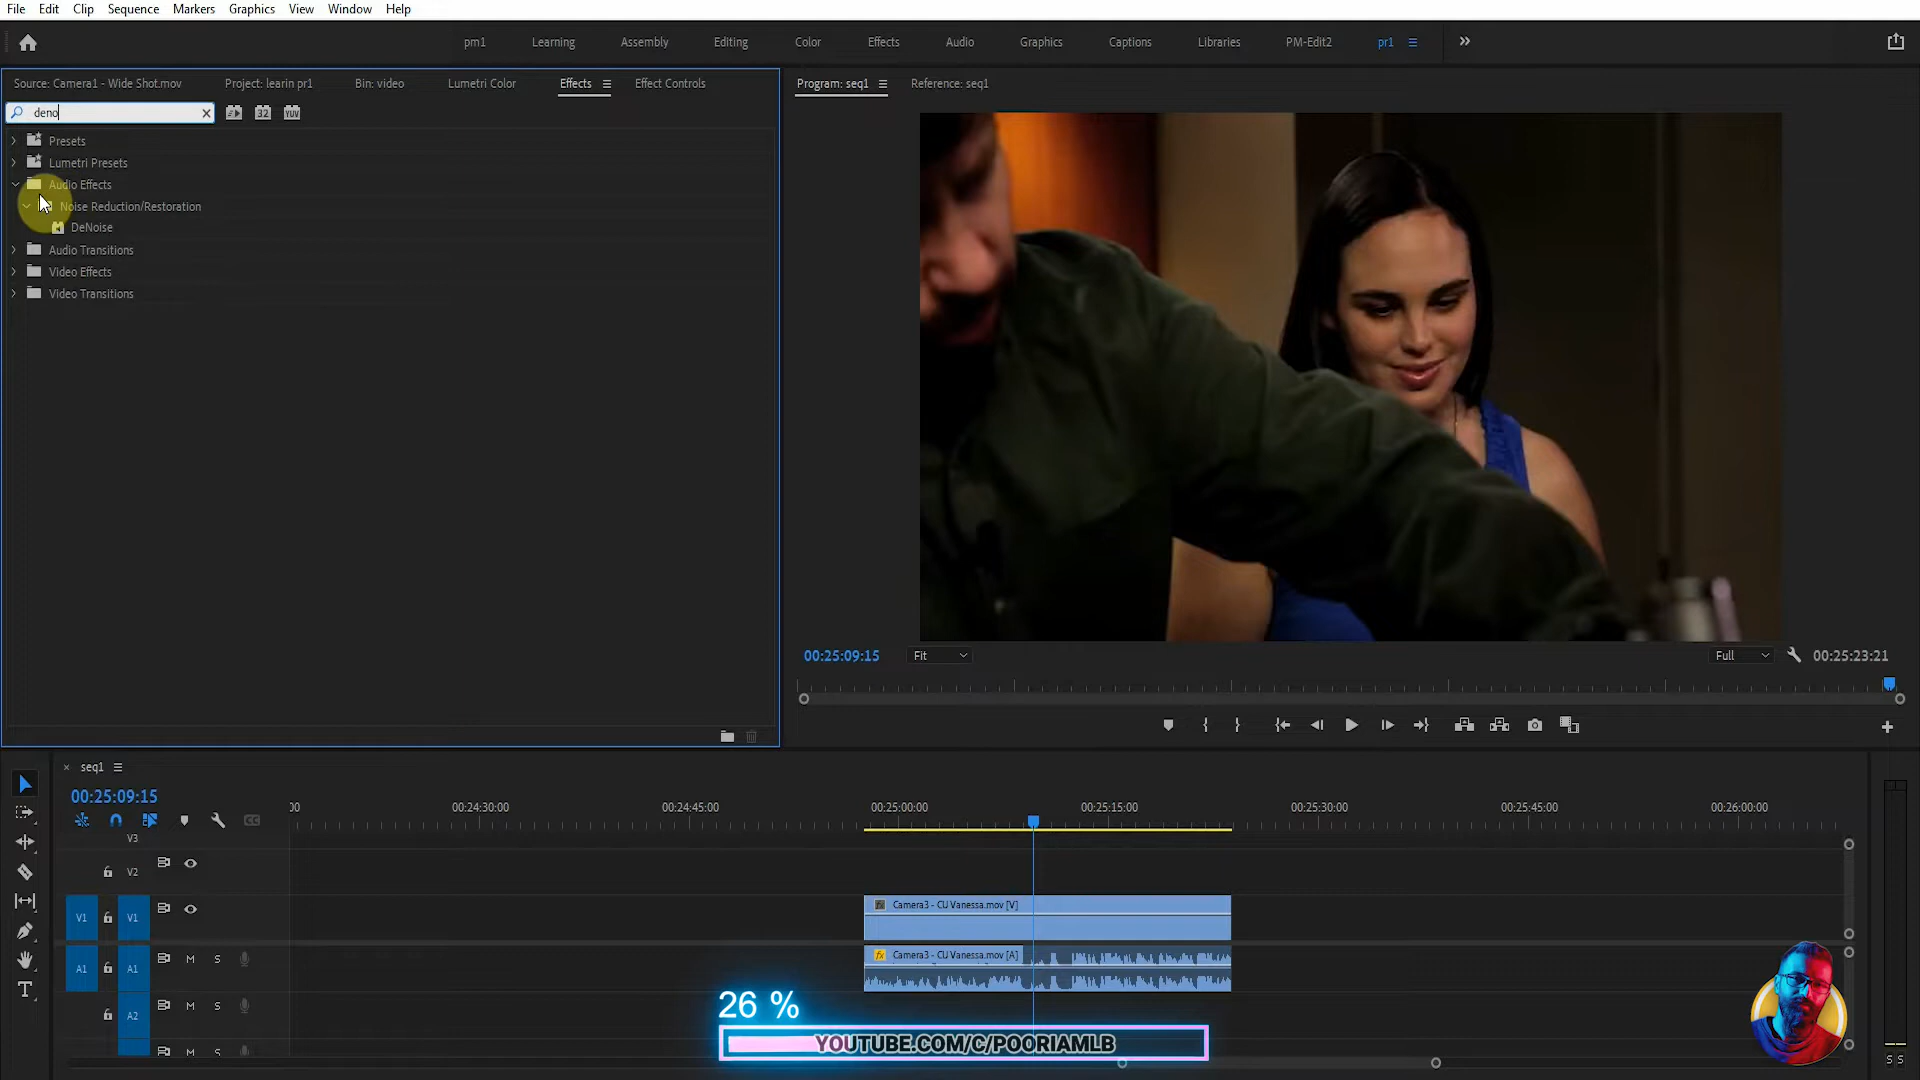 File Edit Clip Sequence Markers Graphics View Window Help
pm1 Learning Assembly Editing Color Effects Audio Graphics Captions Libraries PM-Edit2 pr1
Source: Camera1 - Wide Shot.mov Project: learin pr1 Bin: video Lumetri Color Effects Effect Controls
Program: seq1 Reference: seq1
deno
32 YUV
Presets
Lumetri Presets
Audio Effects
Noise Reduction/Restoration
DeNoise
Audio Transitions
Video Effects
Video Transitions
00:25:09:15 Fit Full 00:25:23:21
seq1
00:25:09:15
:00 00:24:30:00 00:24:45:00 00:25:00:00 00:25:15:00 00:25:30:00 00:25:45:00 00:26:00:00
CC
V3
V2
V1 V1
fx Camera3 - CU Vanessa.mov [V]
A1 A1 M S
fx Camera3 - CU Vanessa.mov [A]
A2 M S
M S
T
26 %
YOUTUBE.COM/C/POORIAMLB
S S